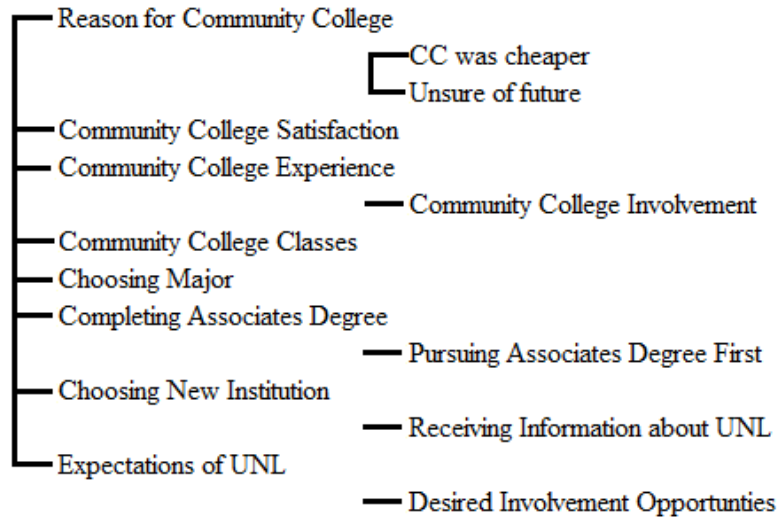 Reason for Community College
CC was cheaper
Unsure of future
Community College Satisfaction
Community College Experience
Community College Involvement
Community College Classes
Choosing Major
Completing Associates Degree
Pursuing Associates Degree First
Choosing New Institution
Receiving Information about UNL
Expectations of UNL
Desired Involvement Opportunties